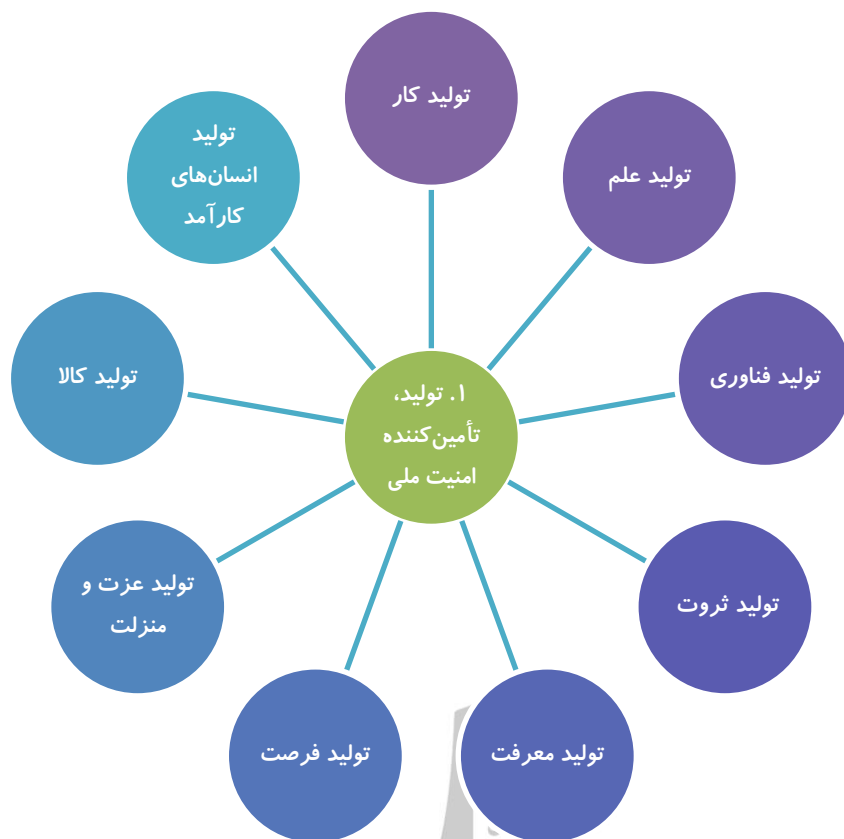 تولید کار
تولید علم
تولید فناوری
تولید ثروت
تولید معرفت
تولید فرصت
تولید عزت و
منزلت
تولید کالا
تولید
انسان‌های
کارآمد
۱. تولید،
تأمین‌کننده
امنیت ملی